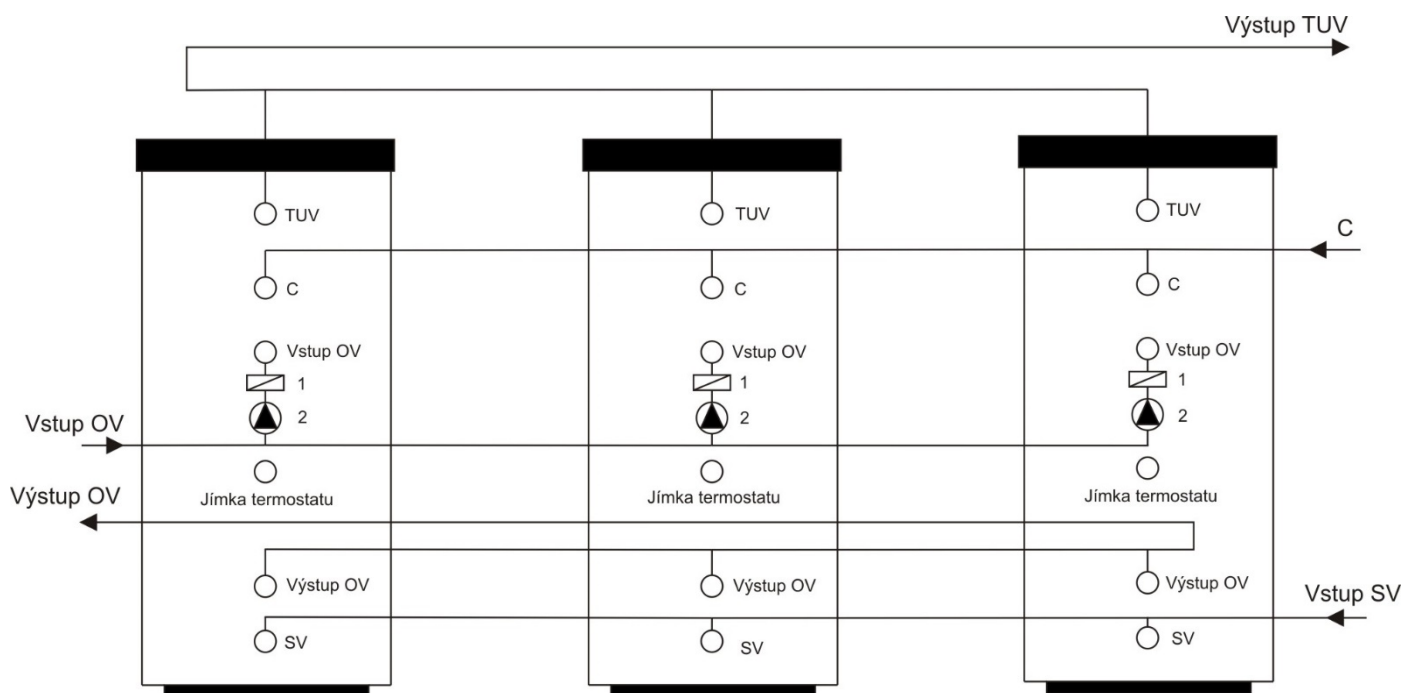 Výstup TUV
TUV
TUV
TUV
C
C
C
C
Vstup OV
Vstup OV
Vstup OV
1
1
1
2
2
2
Vstup OV
Jímka termostatu
Jímka termostatu
Jímka termostatu
Výstup OV
Výstup OV
Výstup OV
Výstup OV
Vstup SV
SV
SV
SV